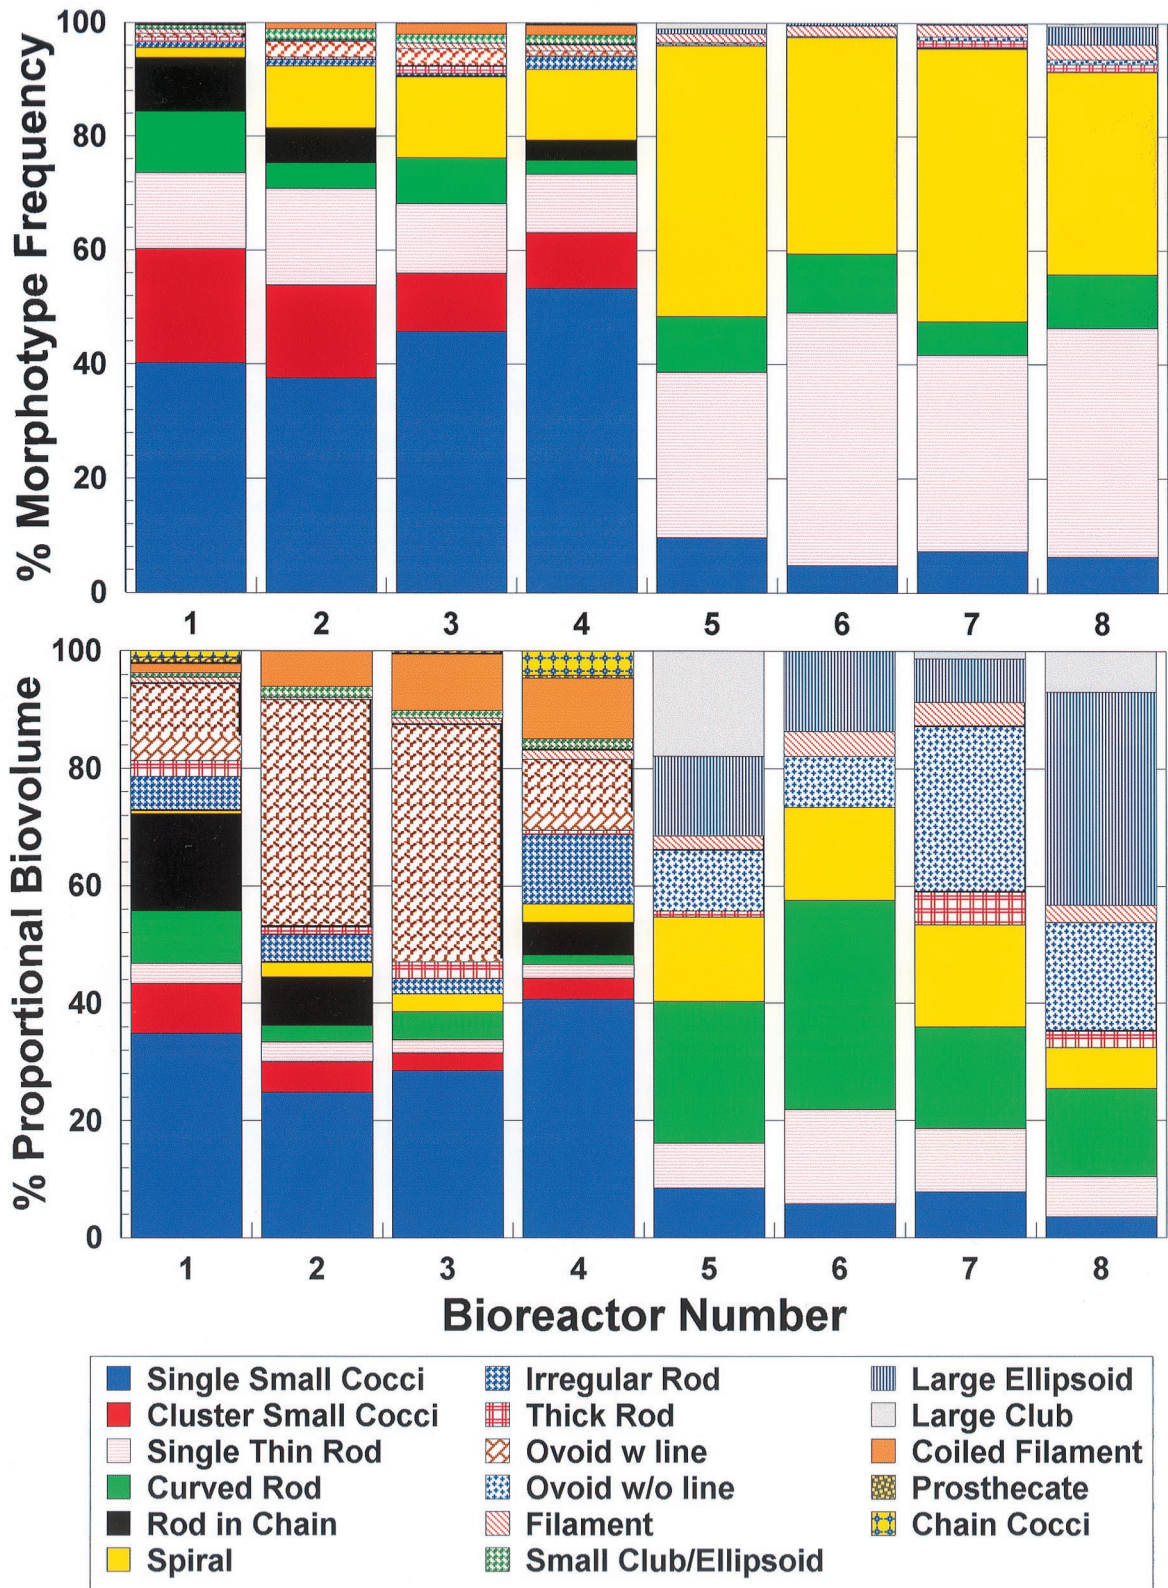 % Morphotype Frequency
100
80
60
40
20
0
1 2 3 4 5 6 7 8
% Proportional Biovolume
100
80
60
40
20
0
1 2 3 4 5 6 7 8
Bioreactor Number
Single Small Cocci
Cluster Small Cocci
Single Thin Rod
Curved Rod
Rod in Chain
Spiral
Irregular Rod
Thick Rod
Ovoid w line
Ovoid w/o line
Filament
Small Club/Ellipsoid
Large Ellipsoid
Large Club
Coiled Filament
Prosthecate
Chain Cocci